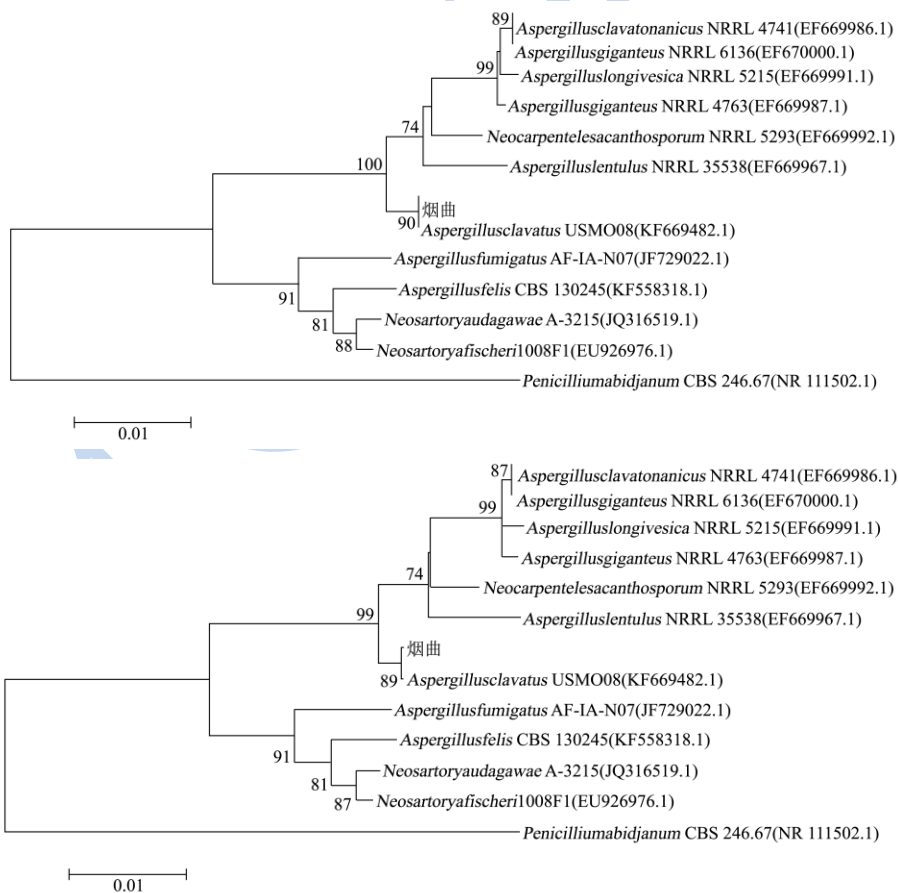 89
Aspergillusclavatonanicus NRRL 4741(EF669986.1)
Aspergillusgiganteus NRRL 6136(EF670000.1)
99
Aspergilluslongivesica NRRL 5215(EF669991.1)
Aspergillusgiganteus NRRL 4763(EF669987.1)
74
Neocarpentelesacanthosporum NRRL 5293(EF669992.1)
100
Aspergilluslentulus NRRL 35538(EF669967.1)
烟曲
90
Aspergillusclavatus USMO08(KF669482.1)
Aspergillusfumigatus AF-IA-N07(JF729022.1)
91
Aspergillusfelis CBS 130245(KF558318.1)
81
Neosartoryaudagawae A-3215(JQ316519.1)
88
Neosartoryafischeri1008F1(EU926976.1)
Penicilliumabidjanum CBS 246.67(NR 111502.1)
0.01
87
Aspergillusclavatonanicus NRRL 4741(EF669986.1)
Aspergillusgiganteus NRRL 6136(EF670000.1)
99
Aspergilluslongivesica NRRL 5215(EF669991.1)
Aspergillusgiganteus NRRL 4763(EF669987.1)
74
Neocarpentelesacanthosporum NRRL 5293(EF669992.1)
99
Aspergilluslentulus NRRL 35538(EF669967.1)
烟曲
89
Aspergillusclavatus USMO08(KF669482.1)
Aspergillusfumigatus AF-IA-N07(JF729022.1)
91
Aspergillusfelis CBS 130245(KF558318.1)
81
Neosartoryaudagawae A-3215(JQ316519.1)
87
Neosartoryafischeri1008F1(EU926976.1)
Penicilliumabidjanum CBS 246.67(NR 111502.1)
0.01